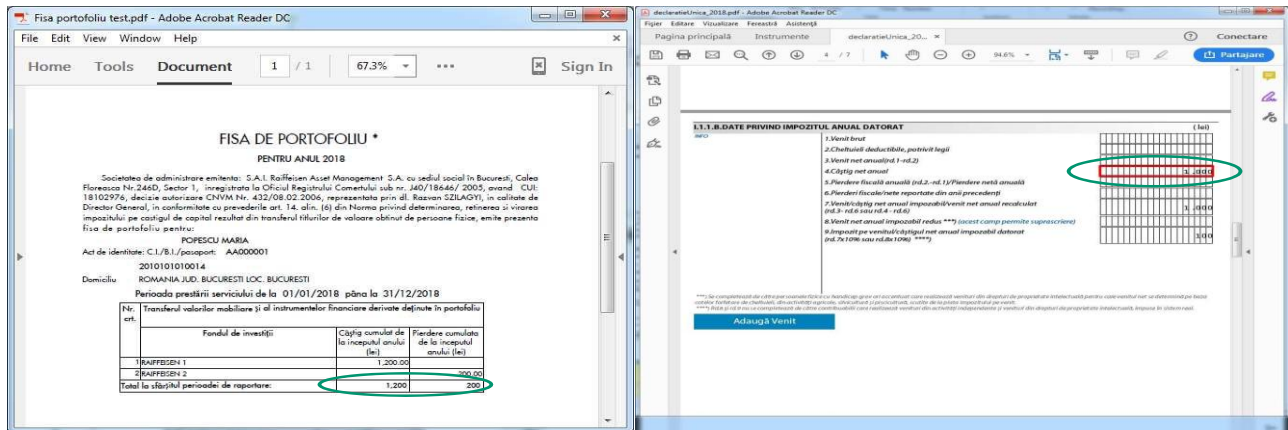 Fisa portofoliu test.pdf - Adobe Acrobat Reader DC
File Edit View Window Help
Home Tools Document 1 / 1 67.3% Sign In
FISA DE PORTOFOLIU *
PENTRU ANUL 2018
Societatea de administrare emitenta: S.A.I. Raiffeisen Asset Management S.A. cu sediul social in Bucuresti, Calea
Floreasca Nr.246D, Sector 1, inregistrata la Oficiul Registrului Comertului sub nr. J40/18646/ 2005, avand CUI:
18102976, decizie autorizare CNVM Nr. 432/08.02.2006, reprezentata prin dl. Razvan SZILAGYI, in calitate de
Director General, in conformitate cu prevederile art. 14. alin. (6) din Norma privind determinarea, retinerea si virarea
impozitului pe castigul de capital rezultat din transferul titlurilor de valoare obtinut de persoane fizice, emite prezenta
fisa de portofoliu pentru:
POPESCU MARIA
Act de identitate: C.I./B.I./pasaport: AA000001
2010101010014
Domiciliu ROMANIA JUD. BUCURESTI LOC. BUCURESTI
Perioada prestării serviciului de la 01/01/2018 pâna la 31/12/2018
Nr. crt. Transferul valorilor mobiliare și al instrumentelor financiare derivate deținute în portofoliu
Fondul de investiții Câștig cumulat de la inceputul anului (lei) Pierdere cumulata de la inceputul anului (lei)
1 RAIFFEISEN 1 1,200.00
2 RAIFFEISEN 2 200.00
Total la sfârșitul perioadei de raportare: 1,200 200
declaratieUnica_2018.pdf - Adobe Acrobat Reader DC
Fișier Editare Vizualizare Fereastră Asistență
Pagina principală Instrumente declaratieUnica_20... × Conectare
4 / 7 94.6% Partajare
I.1.1.B.DATE PRIVIND IMPOZITUL ANUAL DATORAT (lei)
INFO
1.Venit brut
2.Cheltuieli deductibile, potrivit legii
3.Venit net anual(rd.1-rd.2)
4.Câștig net anual 1.000
5.Pierdere fiscală anuală (rd.2.-rd.1)/Pierdere netă anuală
6.Pierderi fiscale/nete reportate din anii precedenți
7.Venit/câștig net anual impozabil/venit net anual recalculat
(rd.3- rd.6 sau rd.4 - rd.6) 1.000
8.Venit net anual impozabil redus ***) (acest camp permite suprascriere)
9.Impozit pe venitul/câștigul net anual impozabil datorat
(rd.7x10% sau rd.8x10%) ****) 100
Adaugă Venit